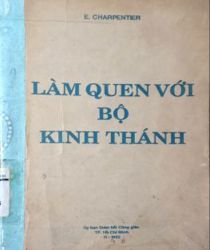 E. CHARPENTIER
LÀM QUEN VỚI
BỘ
KINH THÁNH
Ủy ban Đoàn kết Công giáo
TP. Hồ Chí Minh